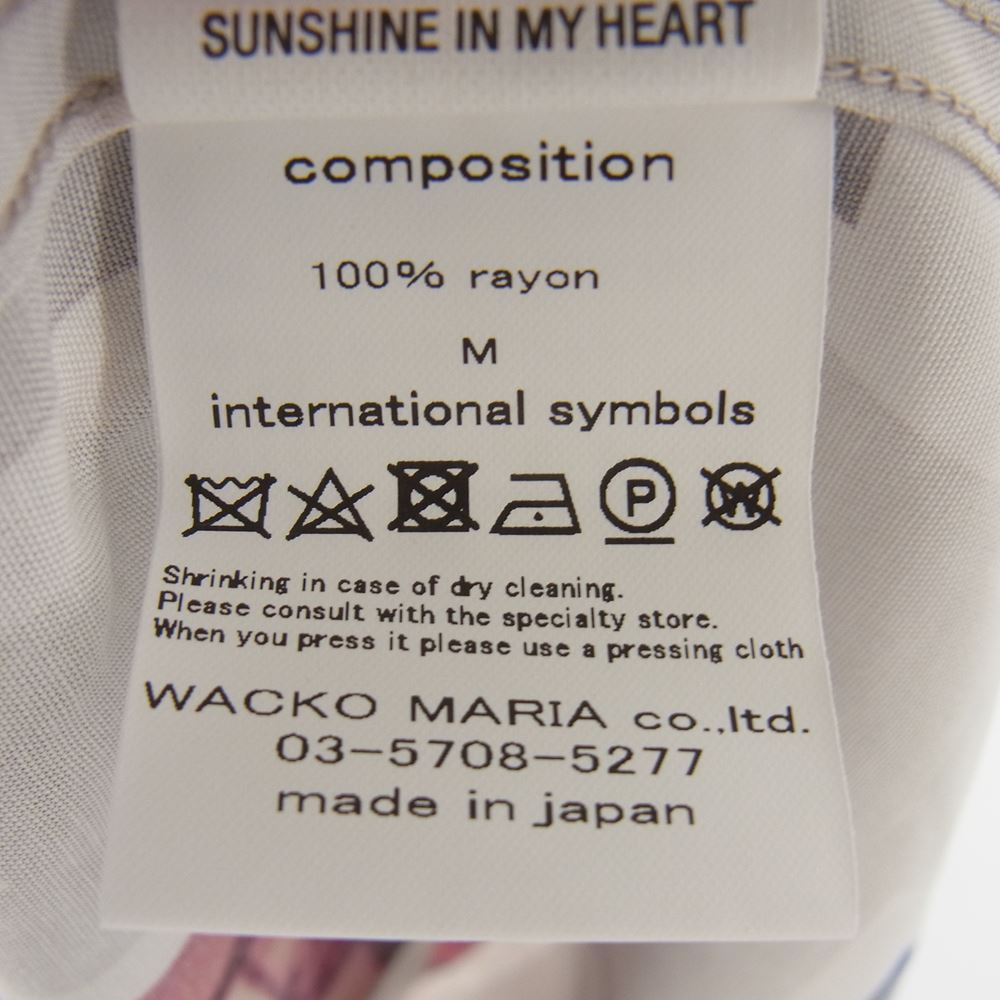 SUNSHINE IN MY HEART
composition
100% rayon
M
international symbols
P W
Shrinking in case of dry cleaning.
Please consult with the specialty store.
When you press it please use a pressing cloth
WACKO MARIA co.,ltd.
03-5708-5277
made in japan